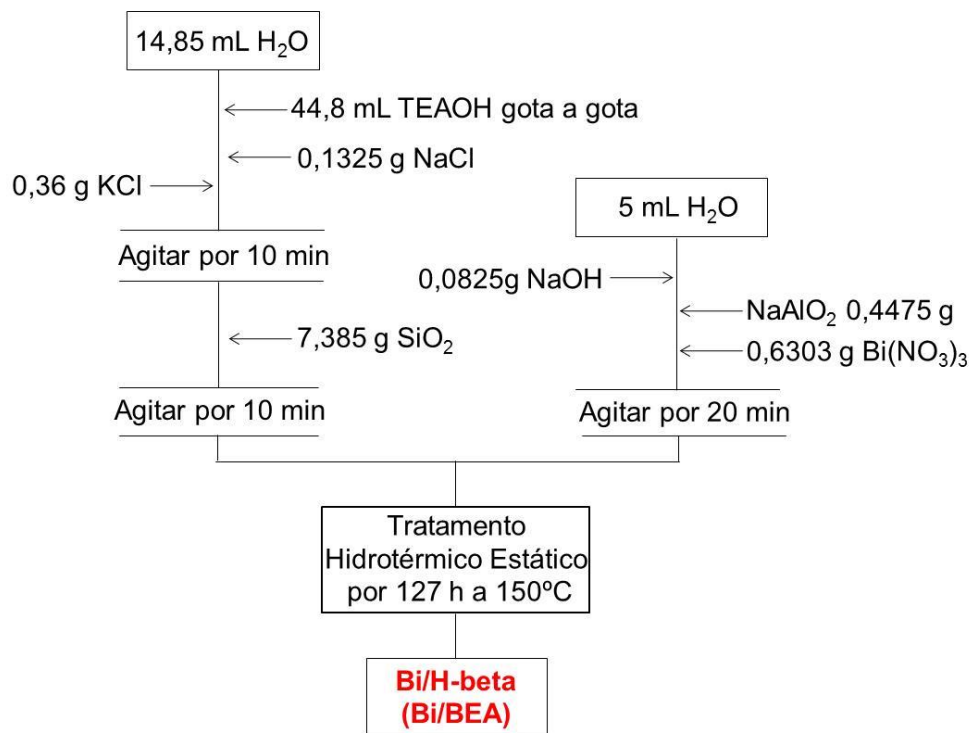 14,85 mL H₂O
44,8 mL TEAOH gota a gota
0,1325 g NaCl
0,36 g KCl
Agitar por 10 min
7,385 g SiO₂
Agitar por 10 min
5 mL H₂O
0,0825g NaOH
NaAlO₂ 0,4475 g
0,6303 g Bi(NO₃)₃
Agitar por 20 min
Tratamento
Hidrotérmico Estático
por 127 h a 150ºC
Bi/H-beta
(Bi/BEA)